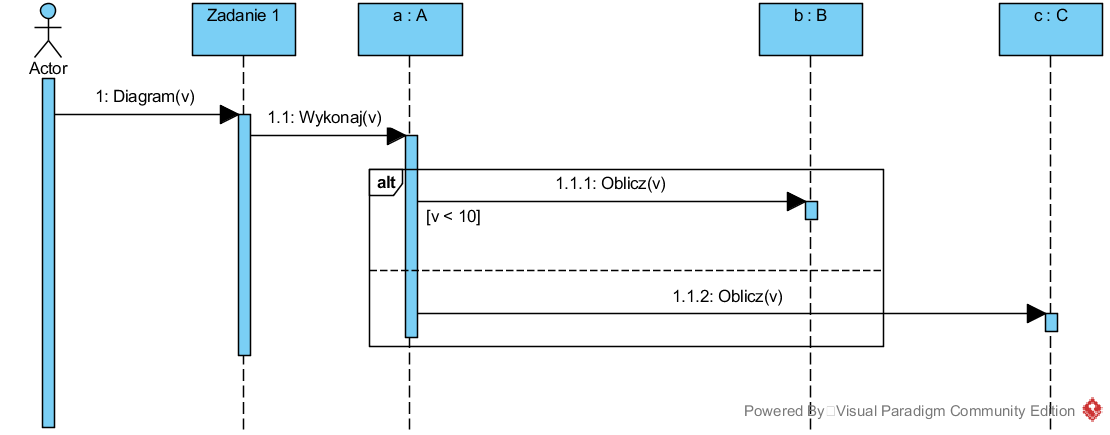 Zadanie 1
a : A
b : B
c : C
Actor
1: Diagram(v)
1.1: Wykonaj(v)
alt
1.1.1: Oblicz(v)
[v < 10]
1.1.2: Oblicz(v)
Powered By Visual Paradigm Community Edition